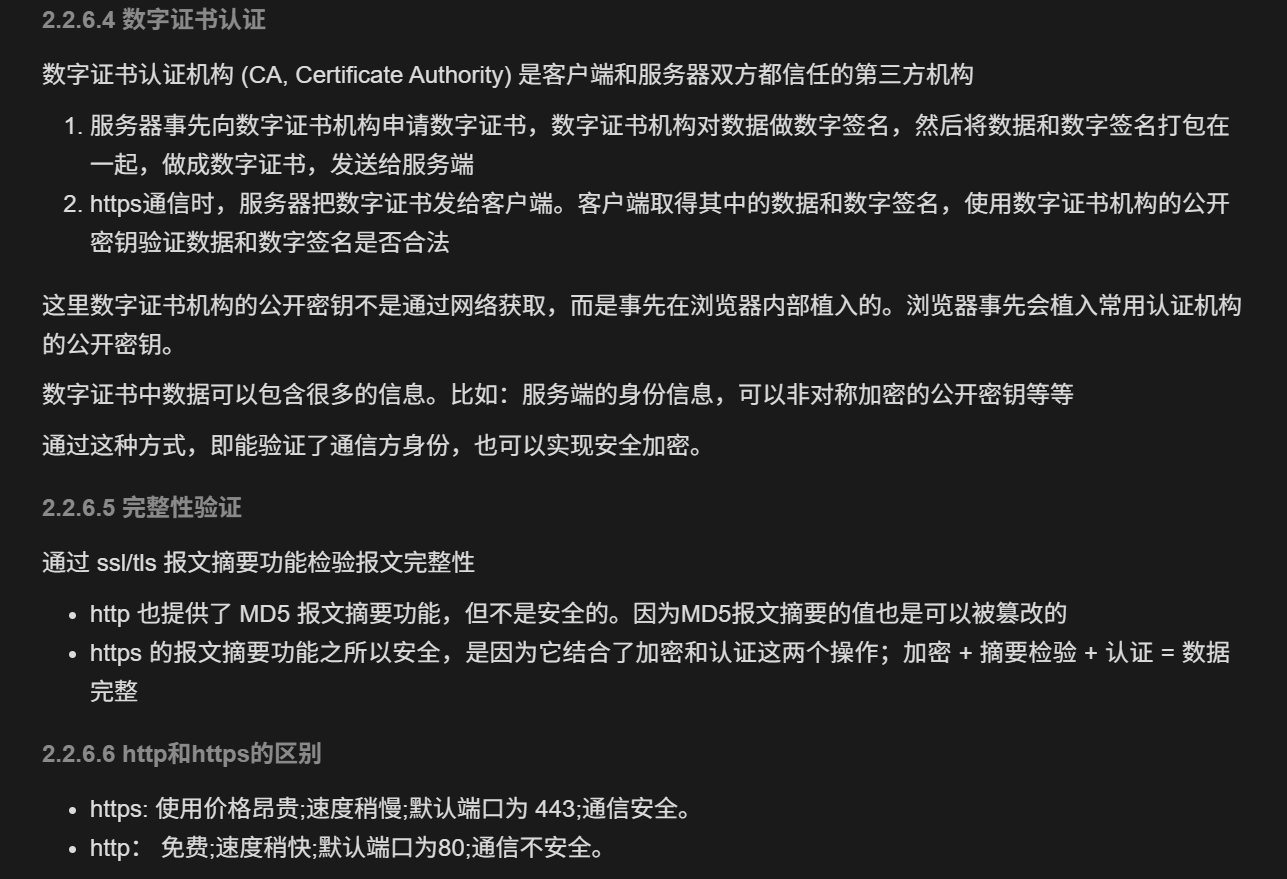 2.2.6.4 数字证书认证
数字证书认证机构 (CA, Certificate Authority) 是客户端和服务器双方都信任的第三方机构
1. 服务器事先向数字证书机构申请数字证书，数字证书机构对数据做数字签名，然后将数据和数字签名打包在
一起，做成数字证书，发送给服务端
2. https通信时，服务器把数字证书发给客户端。客户端取得其中的数据和数字签名，使用数字证书机构的公开
密钥验证数据和数字签名是否合法
这里数字证书机构的公开密钥不是通过网络获取，而是事先在浏览器内部植入的。浏览器事先会植入常用认证机构
的公开密钥。
数字证书中数据可以包含很多的信息。比如：服务端的身份信息，可以非对称加密的公开密钥等等
通过这种方式，即能验证了通信方身份，也可以实现安全加密。
2.2.6.5 完整性验证
通过 ssl/tls 报文摘要功能检验报文完整性
• http 也提供了 MD5 报文摘要功能，但不是安全的。因为MD5报文摘要的值也是可以被篡改的
• https 的报文摘要功能之所以安全，是因为它结合了加密和认证这两个操作；加密 + 摘要检验 + 认证 = 数据
完整
2.2.6.6 http和https的区别
• https: 使用价格昂贵;速度稍慢;默认端口为 443;通信安全。
• http： 免费;速度稍快;默认端口为80;通信不安全。